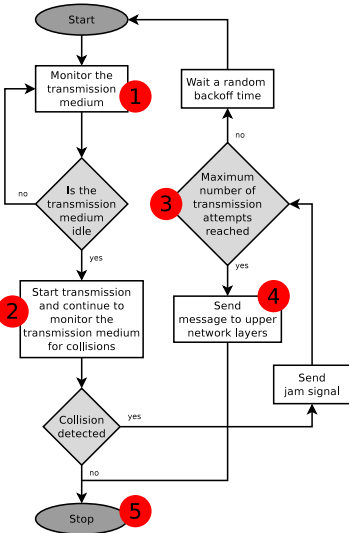 Start
Monitor the
transmission
medium
1
Is the
transmission
medium
idle
no
yes
2
Start transmission
and continue to
monitor the
transmission medium
for collisions
Collision
detected
yes
no
Stop
5
Wait a random
backoff time
no
3
Maximum
number of
transmission
attempts
reached
yes
4
Send
message to upper
network layers
Send
jam signal